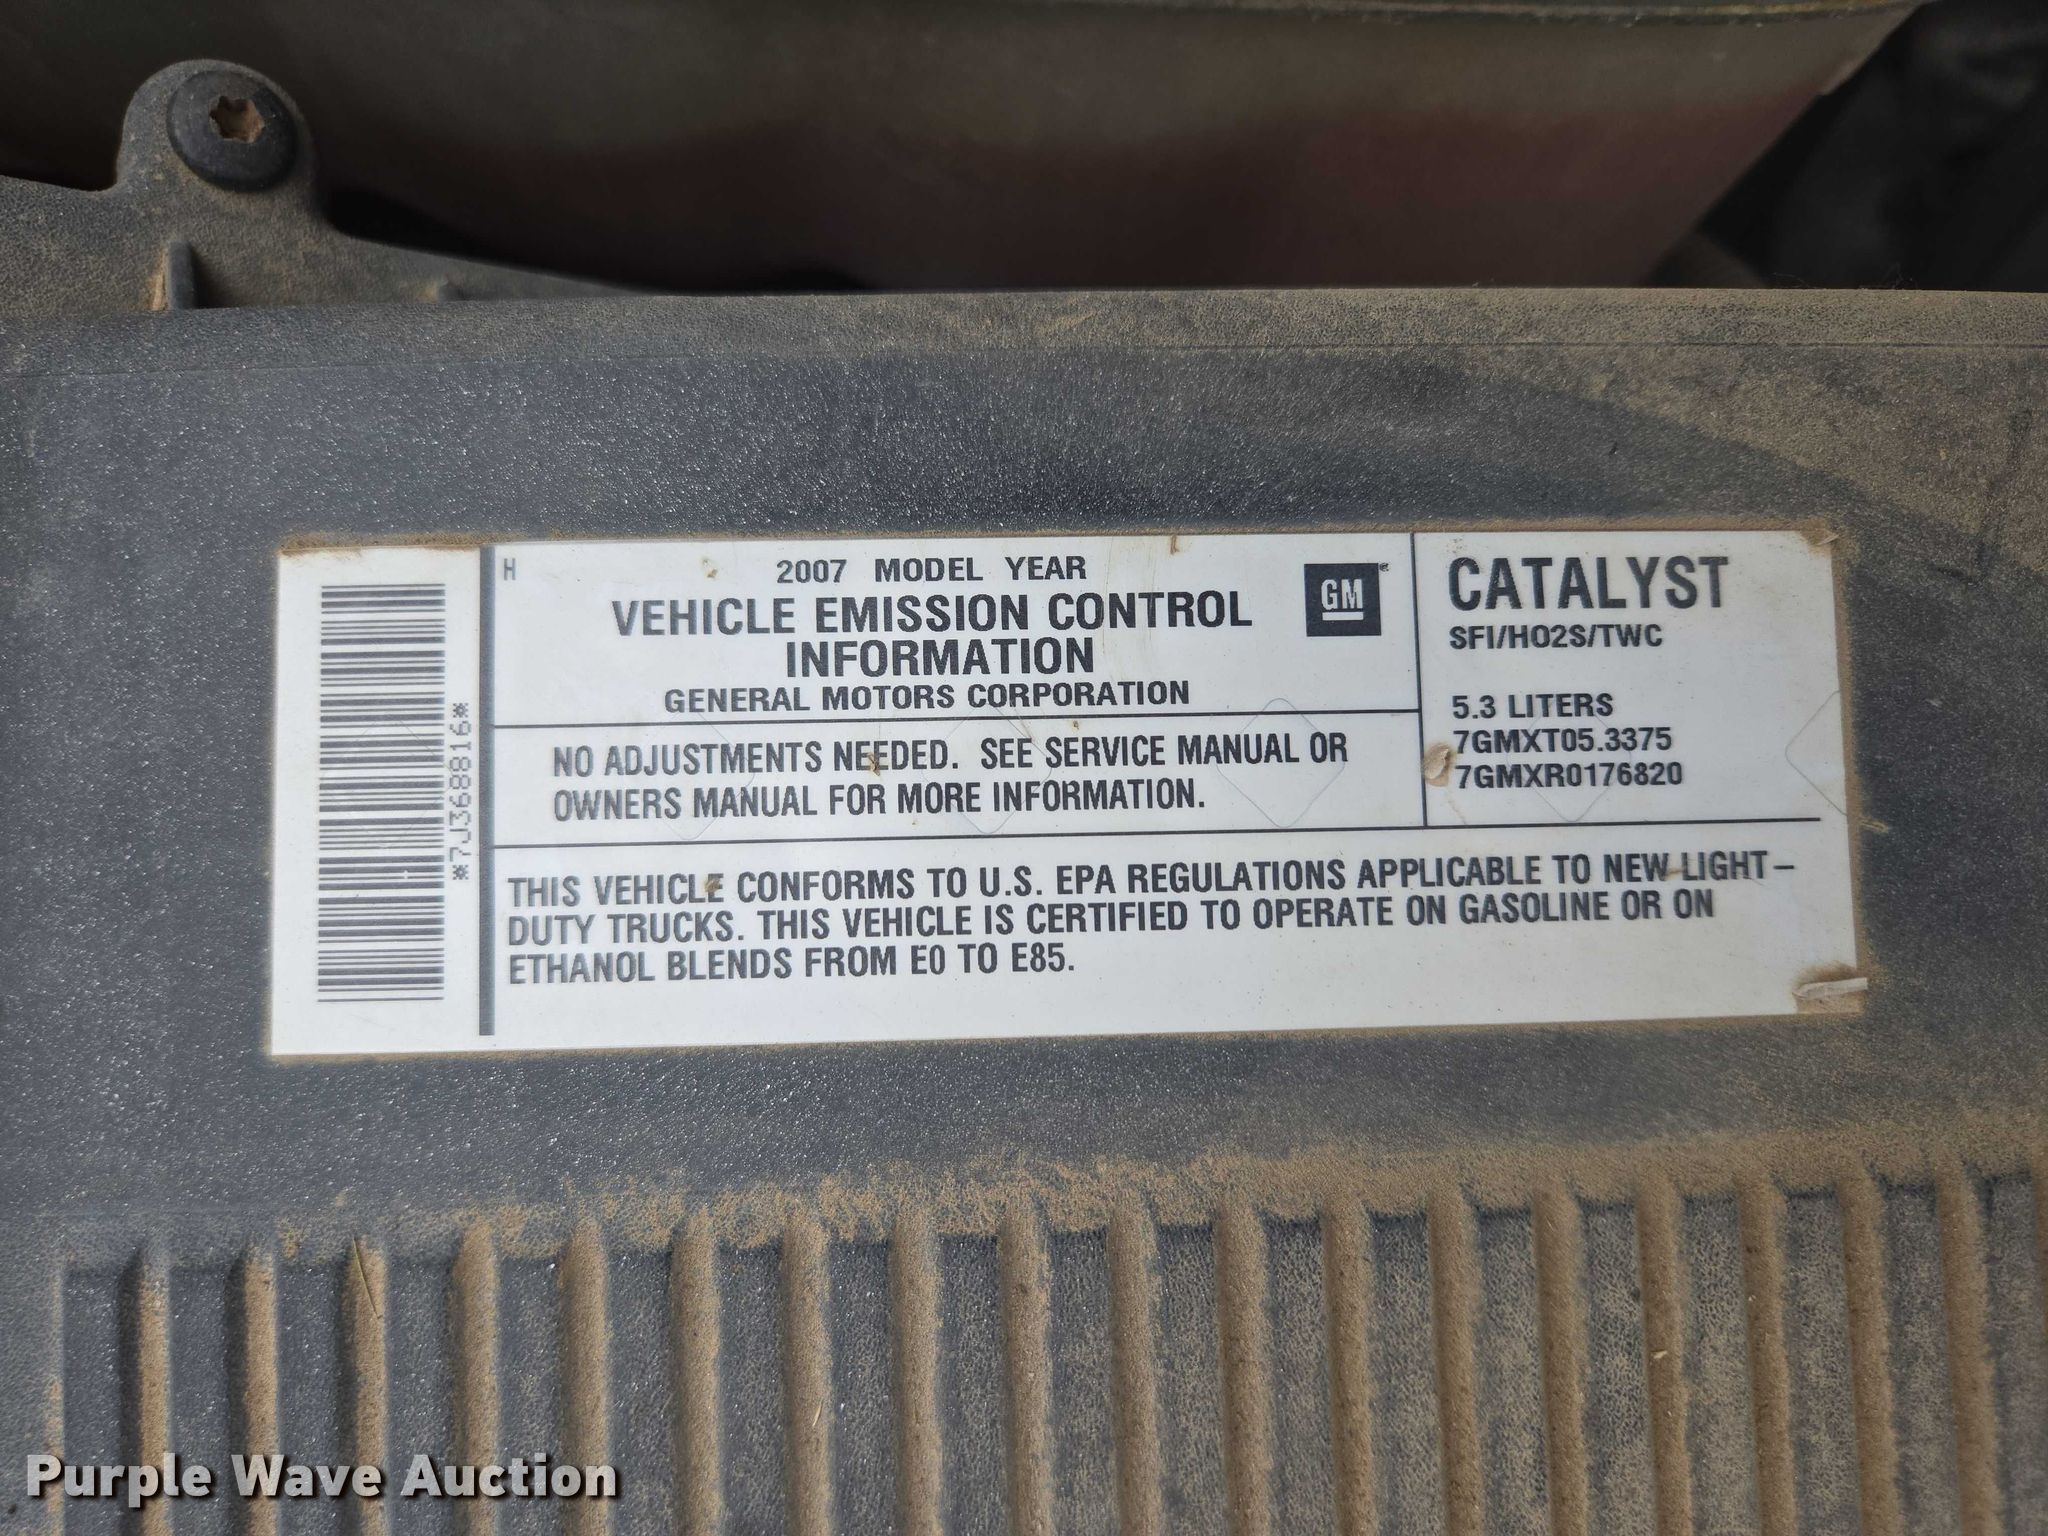 H
2007 MODEL YEAR
VEHICLE EMISSION CONTROL
INFORMATION
GENERAL MOTORS CORPORATION
GM
NO ADJUSTMENTS NEEDED. SEE SERVICE MANUAL OR
OWNERS MANUAL FOR MORE INFORMATION.
CATALYST
SFI/HO2S/TWC
5.3 LITERS
7GMXT05.3375
7GMXR0176820
THIS VEHICLE CONFORMS TO U.S. EPA REGULATIONS APPLICABLE TO NEW LIGHT-
DUTY TRUCKS. THIS VEHICLE IS CERTIFIED TO OPERATE ON GASOLINE OR ON
ETHANOL BLENDS FROM E0 TO E85.
*7J368816*
Purple Wave Auction